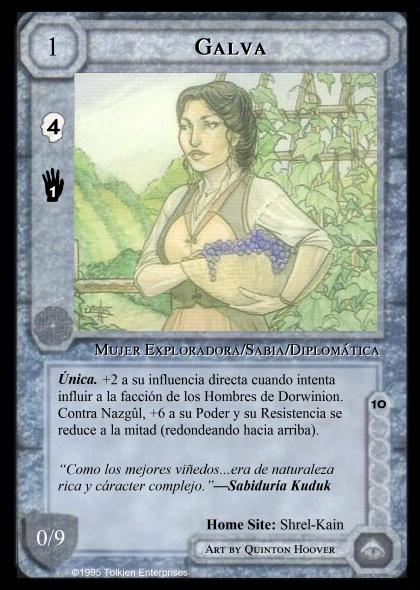 1
GALVA
4
1
MUJER EXPLORADORA/SABIA/DIPLOMÁTICA
Única. +2 a su influencia directa cuando intenta
influir a la facción de los Hombres de Dorwinion.
Contra Nazgûl, +6 a su Poder y su Resistencia se
reduce a la mitad (redondeando hacia arriba).
10
“Como los mejores viñedos...era de naturaleza
rica y cáracter complejo.”—Sabiduría Kuduk
Home Site: Shrel-Kain
0/9
ART BY QUINTON HOOVER
©1995 Tolkien Enterprises